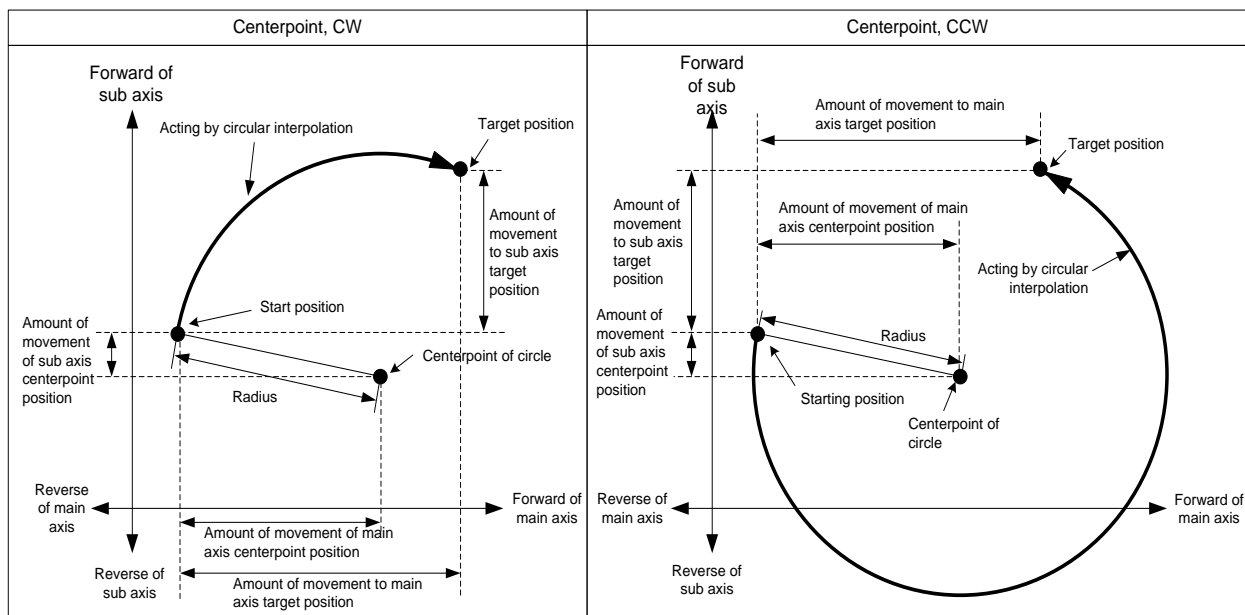 Centerpoint, CW
Forward of
sub axis
Acting by circular interpolation
Target position
Amount of
movement
to sub axis
target
position
Start position
Amount of
movement
of sub axis
centerpoint
position
Centerpoint of circle
Radius
Reverse
of main
axis
Forward of
main axis
Amount of movement of main
axis centerpoint position
Reverse of
sub axis
Amount of movement to main
axis target position
Centerpoint, CCW
Forward
of sub
axis
Amount of movement to main
axis target position
Target position
Amount of
movement
to sub axis
target
position
Amount of movement of main
axis centerpoint position
Acting by circular
interpolation
Amount of
movement
of sub axis
centerpoint
position
Radius
Starting position
Centerpoint of
circle
Reverse of
main axis
Forward of
main axis
Reverse of
sub axis